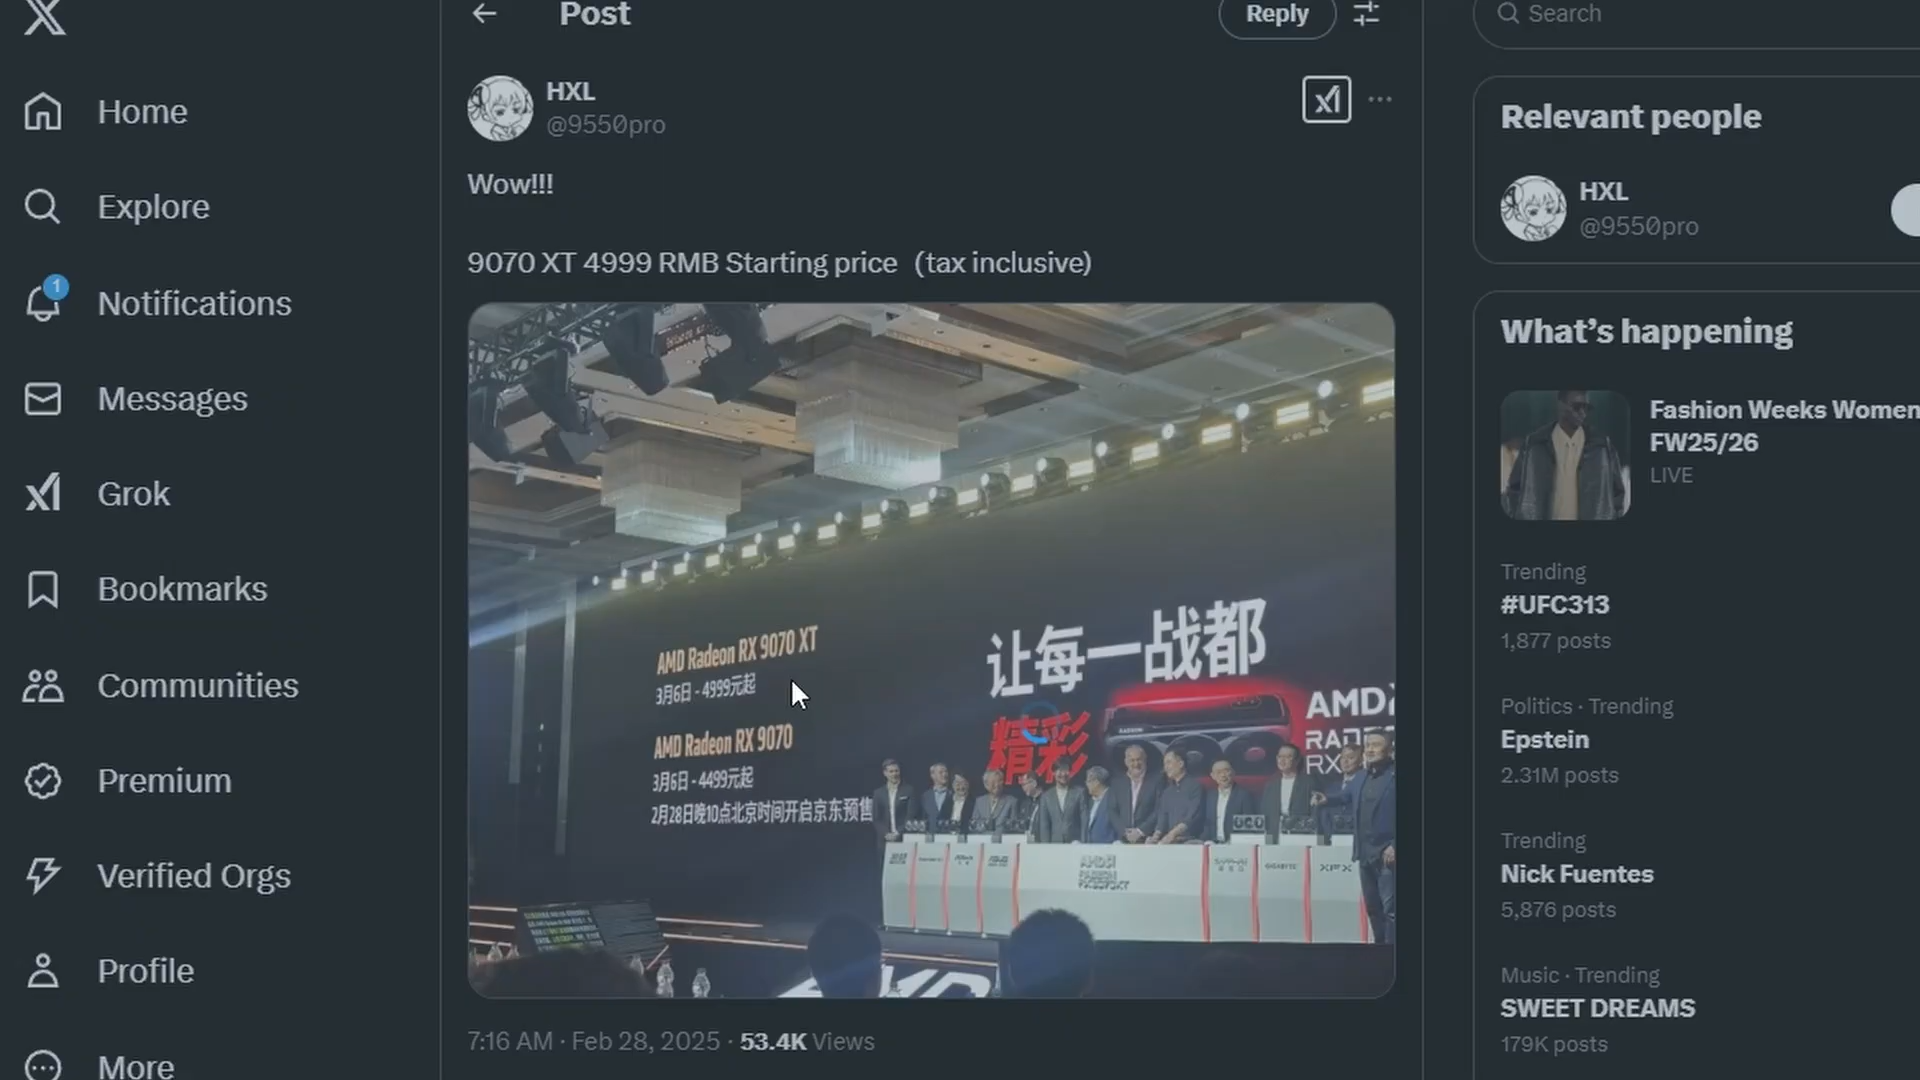 Post
Reply
Search
Home
Explore
1
Notifications
Messages
Grok
Bookmarks
Communities
Premium
Verified Orgs
Profile
More
HXL
@9550pro
Wow!!!
9070 XT 4999 RMB Starting price (tax inclusive)
AMD Radeon RX 9070 XT
3月6日 - 4999元起
AMD Radeon RX 9070
3月6日 - 4499元起
2月28日晚10点北京时间开启京东预售
让每一战都
精彩
AMD
RX
AMD
GIGABYTE
XFX
7:16 AM · Feb 28, 2025 · 53.4K Views
Relevant people
HXL
@9550pro
What's happening
Fashion Weeks Women
FW25/26
LIVE
Trending
#UFC313
1,877 posts
Politics · Trending
Epstein
2.31M posts
Trending
Nick Fuentes
5,876 posts
Music · Trending
SWEET DREAMS
179K posts